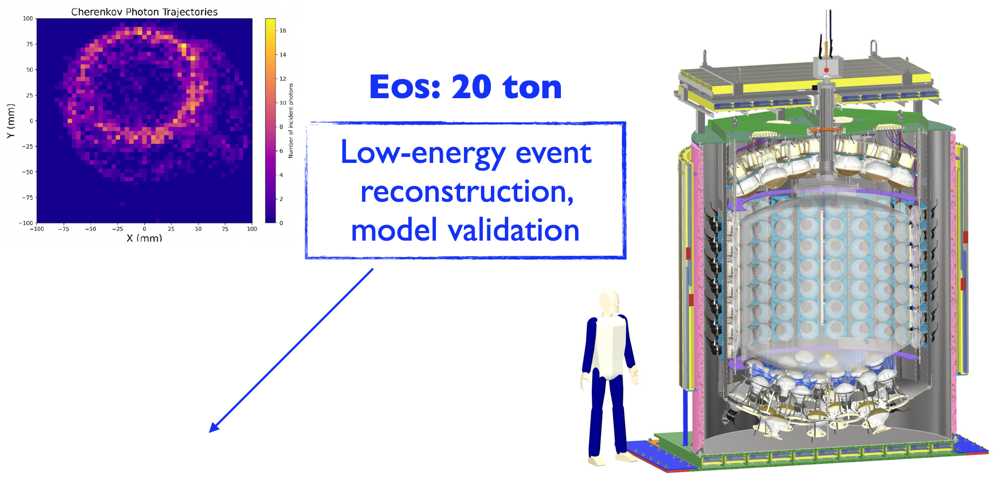 Cherenkov Photon Trajectories
100
75
50
25
0
−25
−50
−75
−100
Y (mm)
−100 −75 −50 −25 0 25 50 75 100
X (mm)
16
14
12
10
8
6
4
2
0
Number of incident photons
Eos: 20 ton
Low-energy event
reconstruction,
model validation